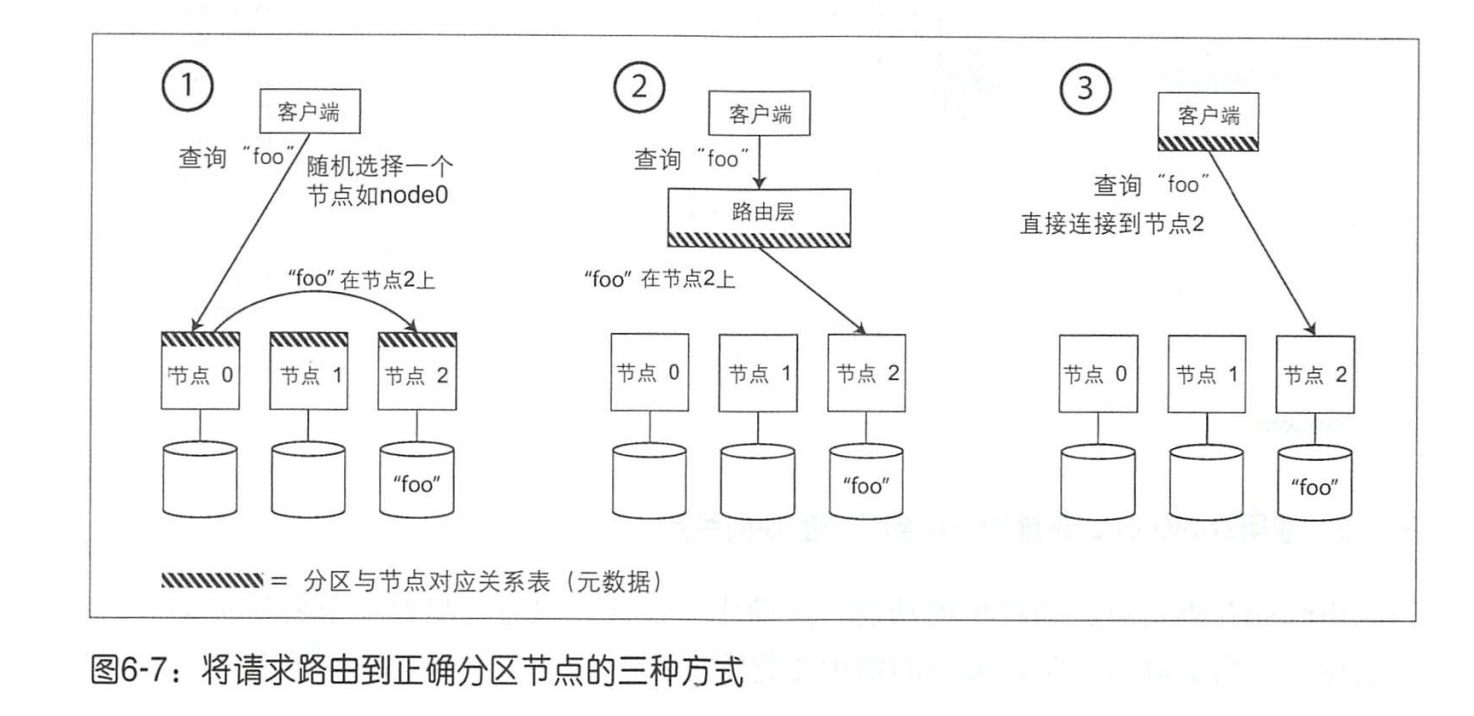 ①
客户端
查询 “foo”
随机选择一个
节点如node0
“foo” 在节点2上
节点 0
节点 1
节点 2
“foo”
②
客户端
查询 “foo”
路由层
“foo” 在节点2上
节点 0
节点 1
节点 2
“foo”
③
客户端
查询 “foo”
直接连接到节点2
节点 0
节点 1
节点 2
“foo”
= 分区与节点对应关系表（元数据）
图6-7：将请求路由到正确分区节点的三种方式